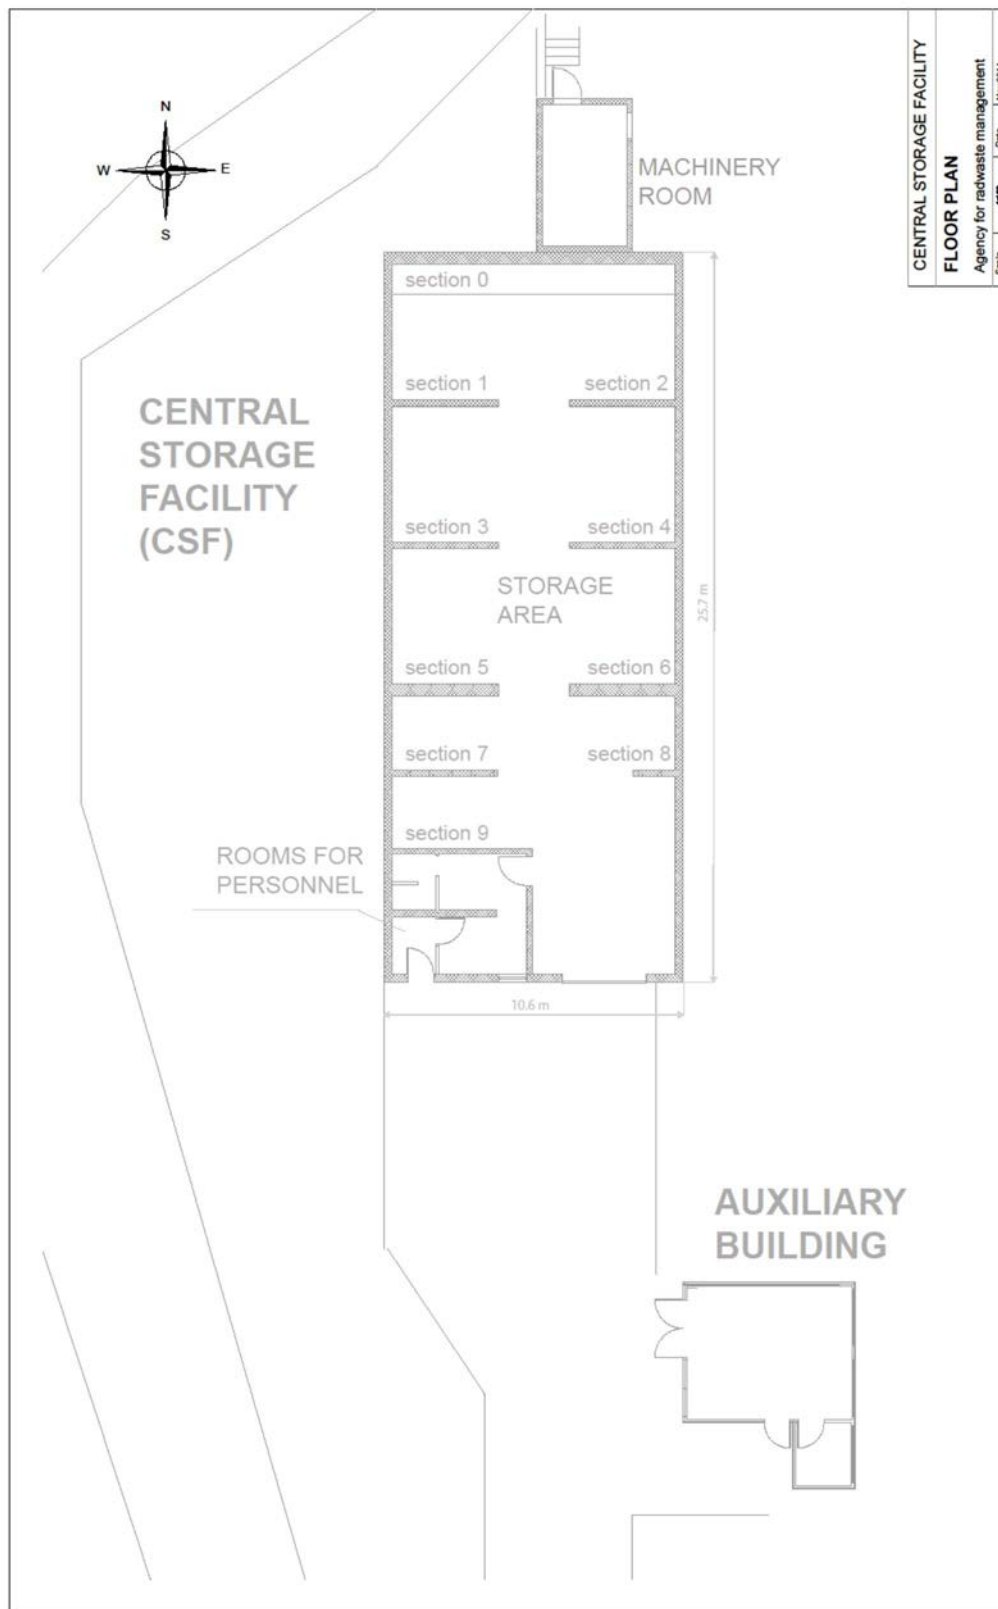 N
W
E
S
CENTRAL STORAGE FACILITY
FLOOR PLAN
Agency for radwaste management
MACHINERY
ROOM
section 0
section 1
section 2
CENTRAL
STORAGE
FACILITY
(CSF)
section 3
section 4
STORAGE
AREA
25.7 m
section 5
section 6
section 7
section 8
section 9
ROOMS FOR
PERSONNEL
10.6 m
AUXILIARY
BUILDING